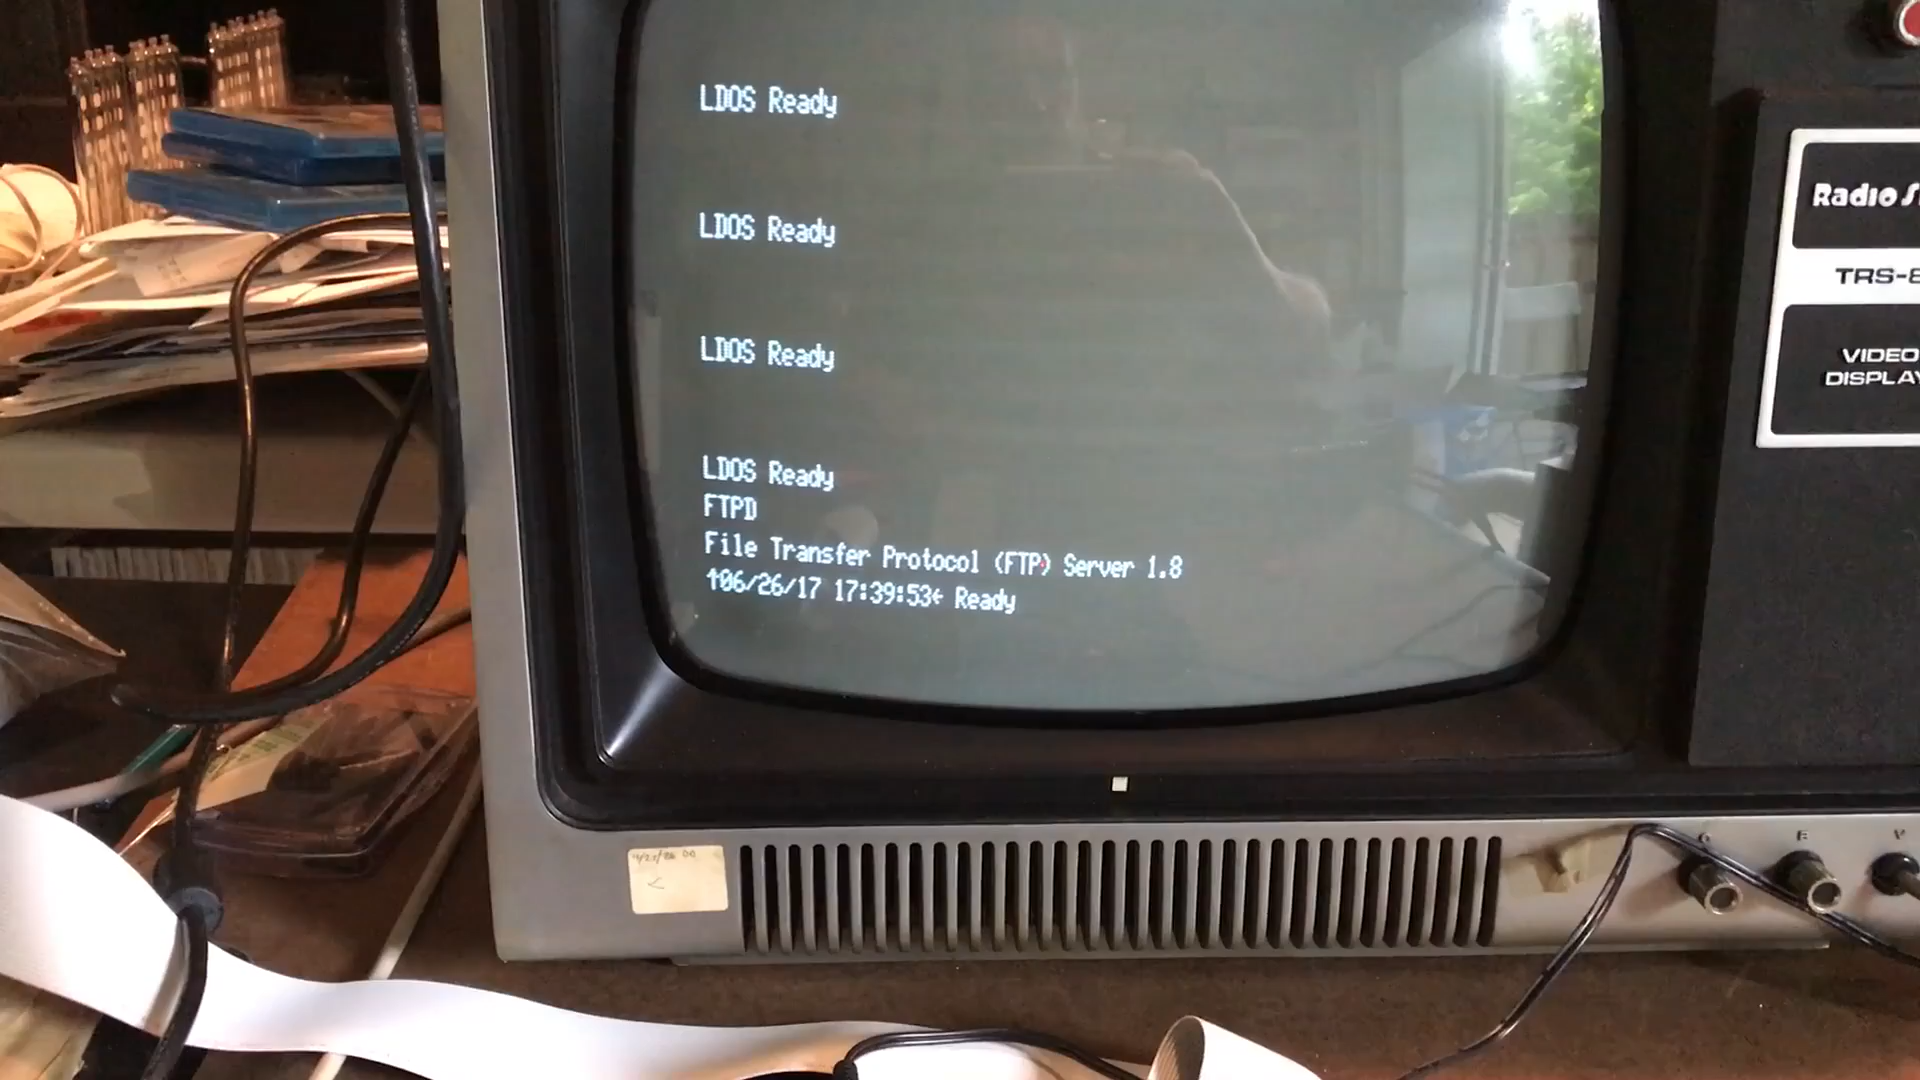 LDOS Ready
LDOS Ready
LDOS Ready
LDOS Ready
FTPD
File Transfer Protocol (FTP) Server 1.8
↑06/26/17 17:39:53← Ready
Radio
TRS-8
VIDEO
DISPLAY